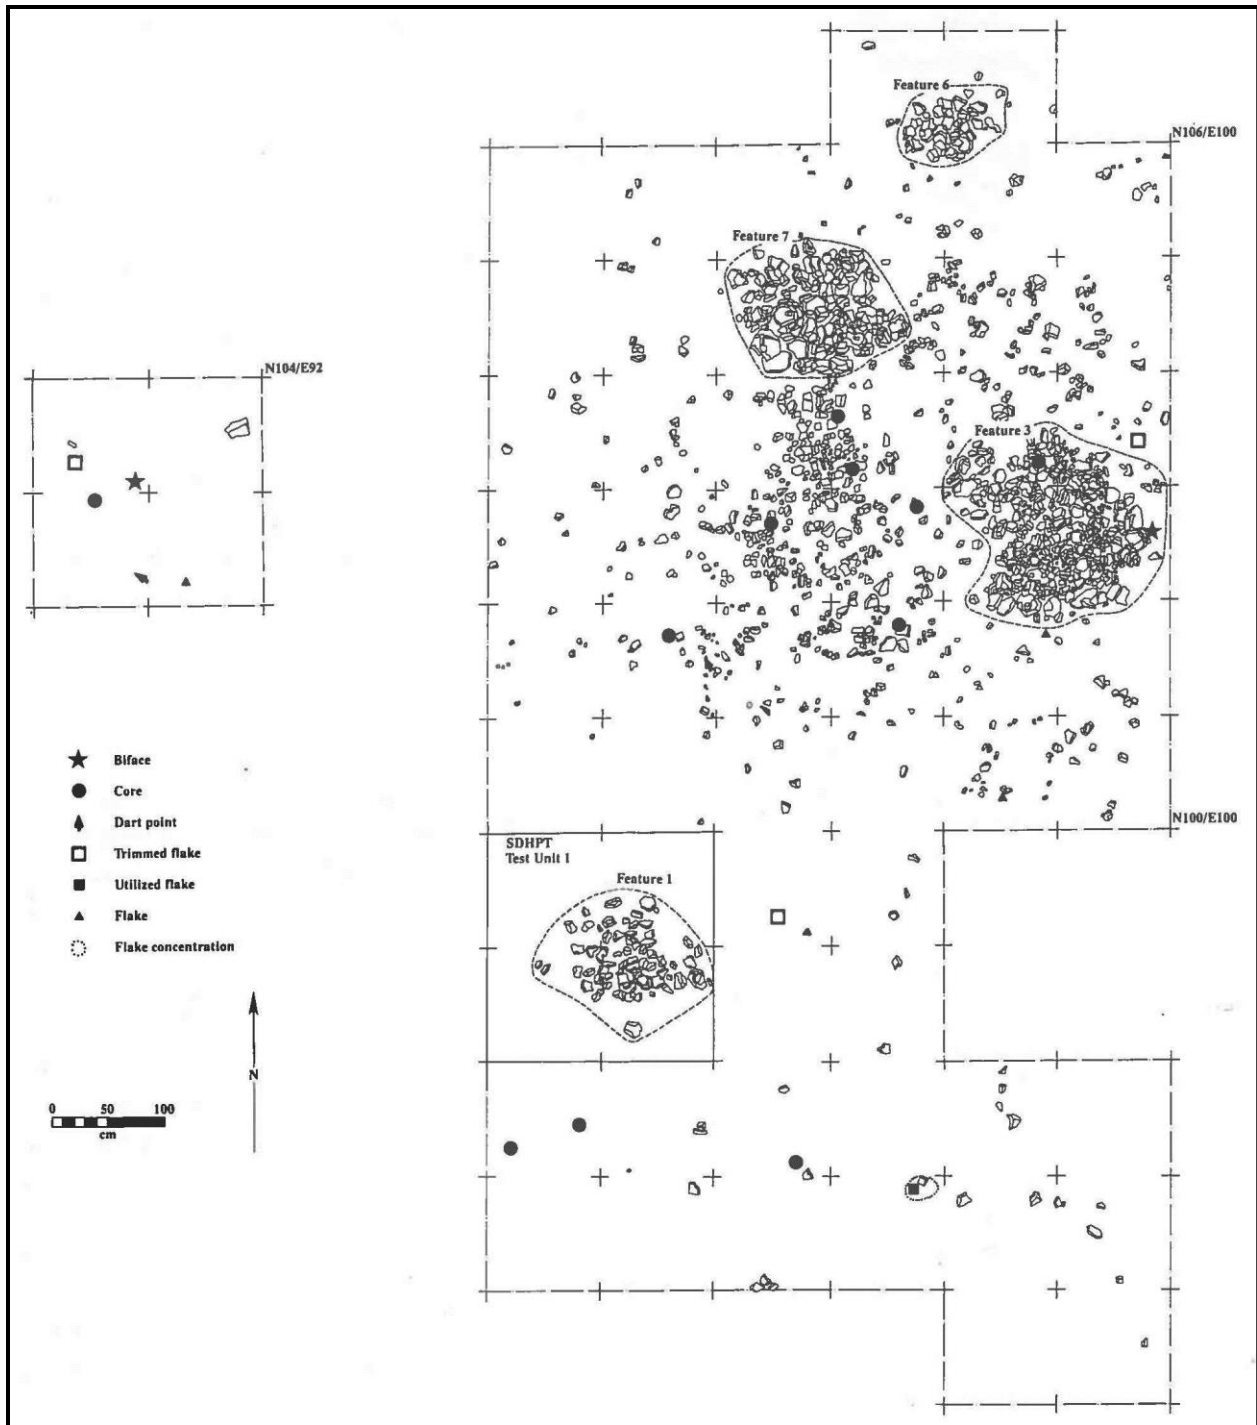 Feature 6
N106/E100
Feature 7
N104/E92
Feature 3
Biface
Core
Dart point
Trimmed flake
Utilized flake
Flake
Flake concentration
N100/E100
SDHPT
Test Unit 1
Feature 1
N
0 50 100
cm